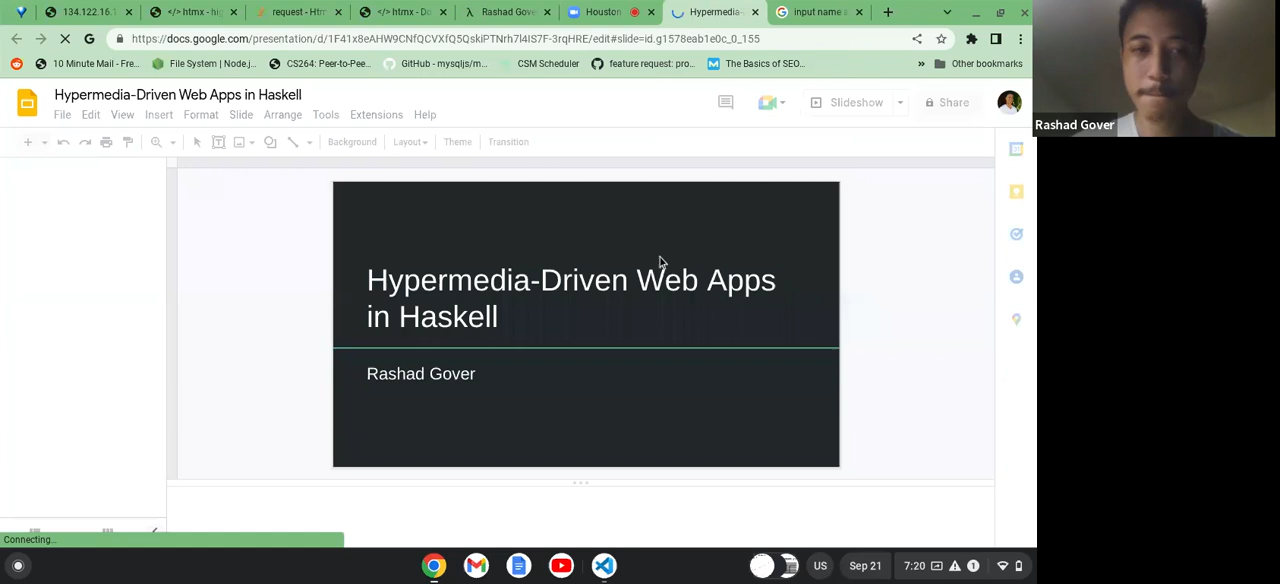 134.122.16.1
</> htmx - hig
request - Htm
</> htmx - Do
Rashad Gove
Houston
Hypermedia-
input name a
https://docs.google.com/presentation/d/1F41x8eAHW9CNfQCVXfQ5QskiPTNrh7l4IS7F-3rqHRE/edit#slide=id.g1578eab1e0c_0_155
10 Minute Mail - Fre...
File System | Node.j...
CS264: Peer-to-Pee...
GitHub - mysqljs/m...
CSM Scheduler
feature request: pro...
The Basics of SEO...
»
Other bookmarks
Hypermedia-Driven Web Apps in Haskell
File Edit View Insert Format Slide Arrange Tools Extensions Help
Slideshow
Share
Background
Layout
Theme
Transition
Hypermedia-Driven Web Apps
in Haskell
Rashad Gover
Connecting...
US
Sep 21
7:20
Rashad Gover